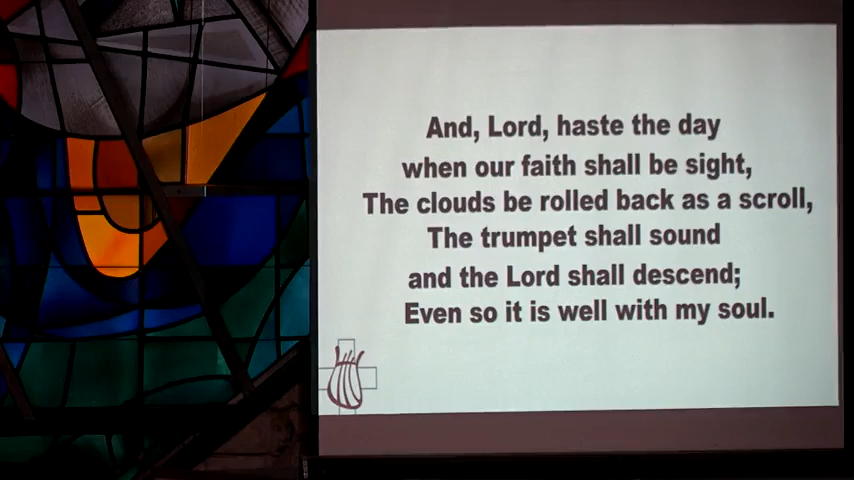 And, Lord, haste the day
when our faith shall be sight,
The clouds be rolled back as a scroll,
The trumpet shall sound
and the Lord shall descend;
Even so it is well with my soul.